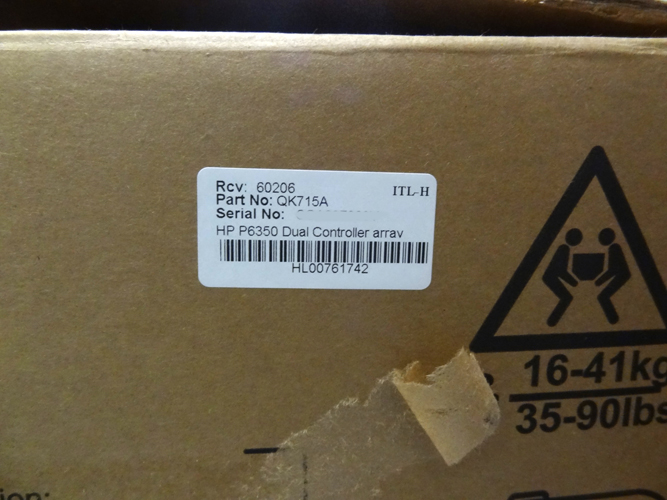 Rcv: 60206
ITL-H
Part No: QK715A
Serial No:
HP P6350 Dual Controller array
HL00761742
16-41kg
35-90lbs